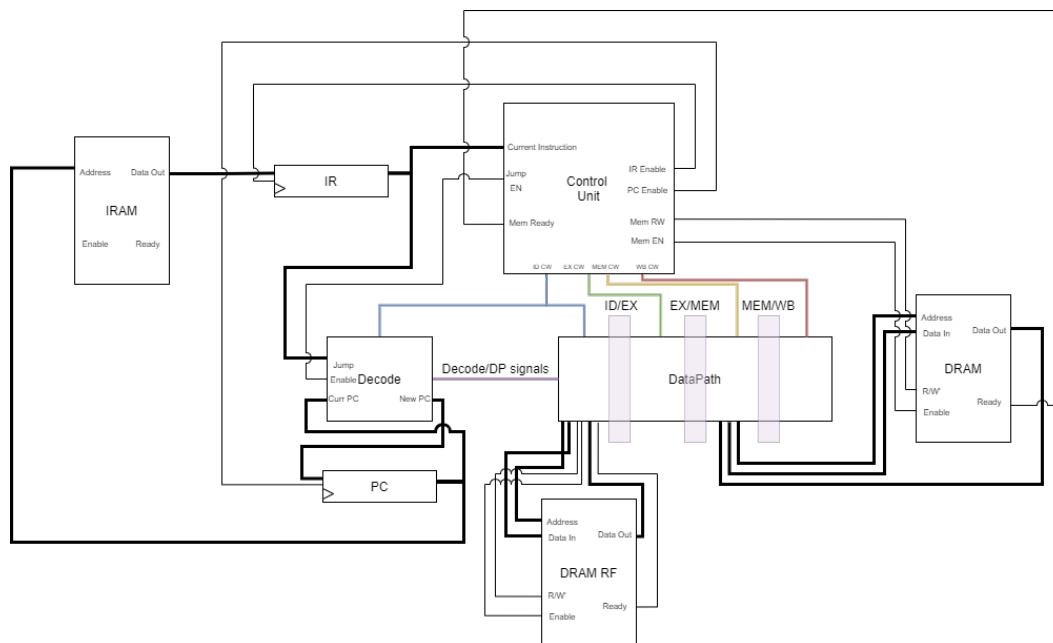 Address
Data Out
IRAM
Enable
Ready
IR
Current Instruction
Jump
EN
Mem Ready
Control
Unit
IR Enable
PC Enable
Mem RW
Mem EN
ID CW
EX CW
MEM CW
WB CW
ID/EX
EX/MEM
MEM/WB
Jump
Enable
Decode
Curr PC
New PC
Decode/DP signals
DataPath
Address
Data In
Data Out
DRAM
R/W'
Enable
Ready
PC
Address
Data In
Data Out
DRAM RF
R/W'
Enable
Ready